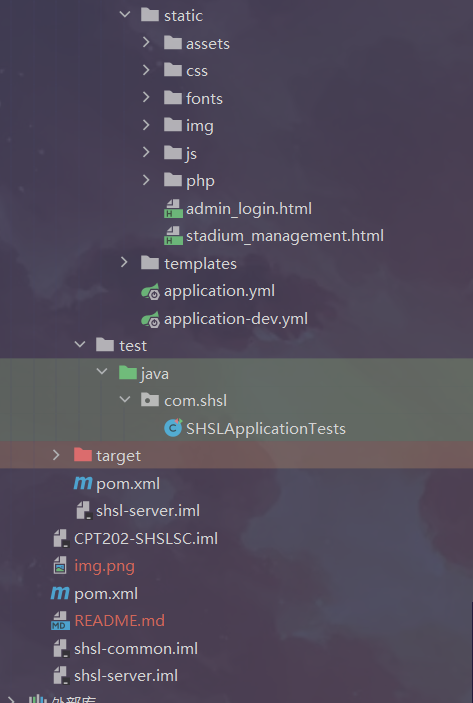 static
assets
css
fonts
img
js
php
admin_login.html
stadium_management.html
templates
application.yml
application-dev.yml
test
java
com.shsl
SHSLApplicationTests
target
pom.xml
shsl-server.iml
CPT202-SHSLSC.iml
img.png
pom.xml
README.md
shsl-common.iml
shsl-server.iml
外部库